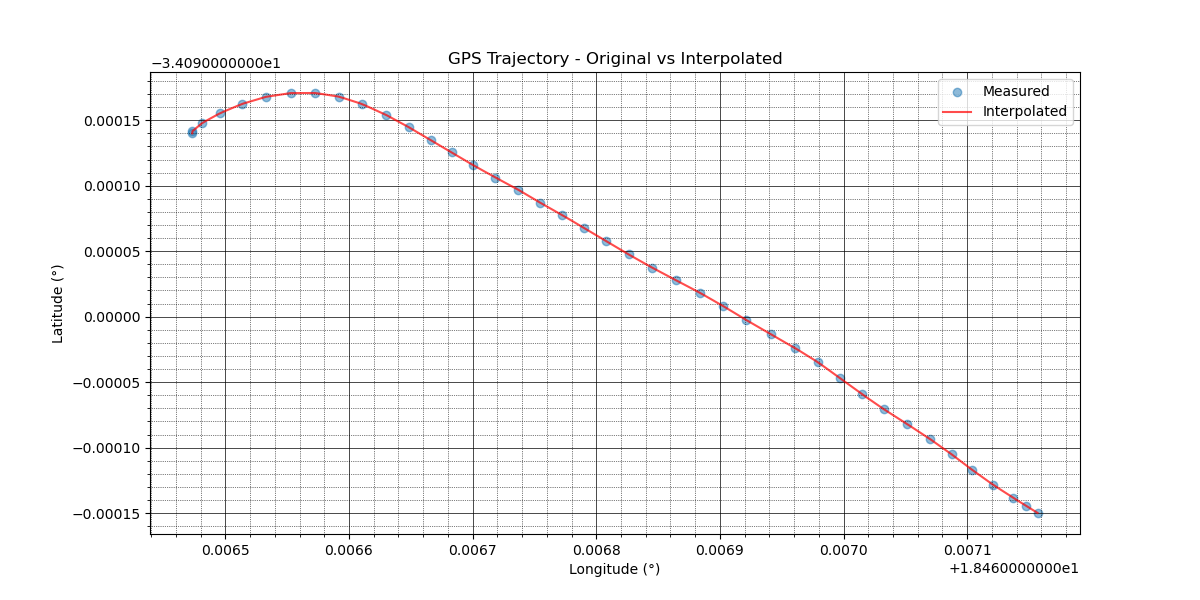 GPS Trajectory - Original vs Interpolated
−3.4090000000e1
Measured
Interpolated
0.00015
0.00010
0.00005
0.00000
−0.00005
−0.00010
−0.00015
Latitude (°)
0.0065 0.0066 0.0067 0.0068 0.0069 0.0070 0.0071
Longitude (°)
+1.8460000000e1